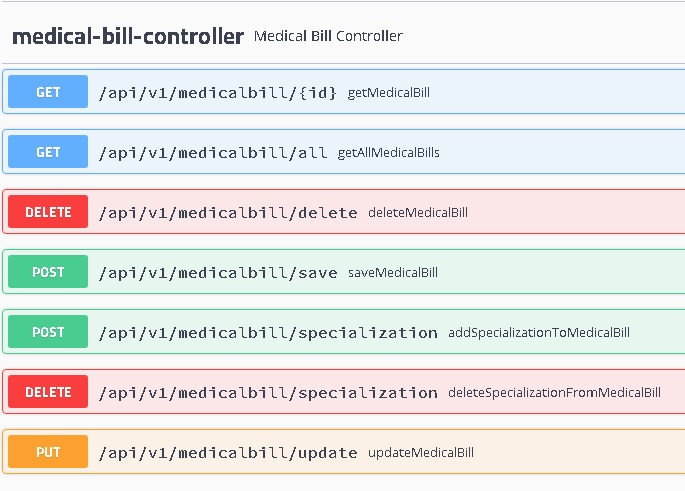 medical-bill-controller Medical Bill Controller
GET /api/v1/medicalbill/{id} getMedicalBill
GET /api/v1/medicalbill/all getAllMedicalBills
DELETE /api/v1/medicalbill/delete deleteMedicalBill
POST /api/v1/medicalbill/save saveMedicalBill
POST /api/v1/medicalbill/specialization addSpecializationToMedicalBill
DELETE /api/v1/medicalbill/specialization deleteSpecializationFromMedicalBill
PUT /api/v1/medicalbill/update updateMedicalBill